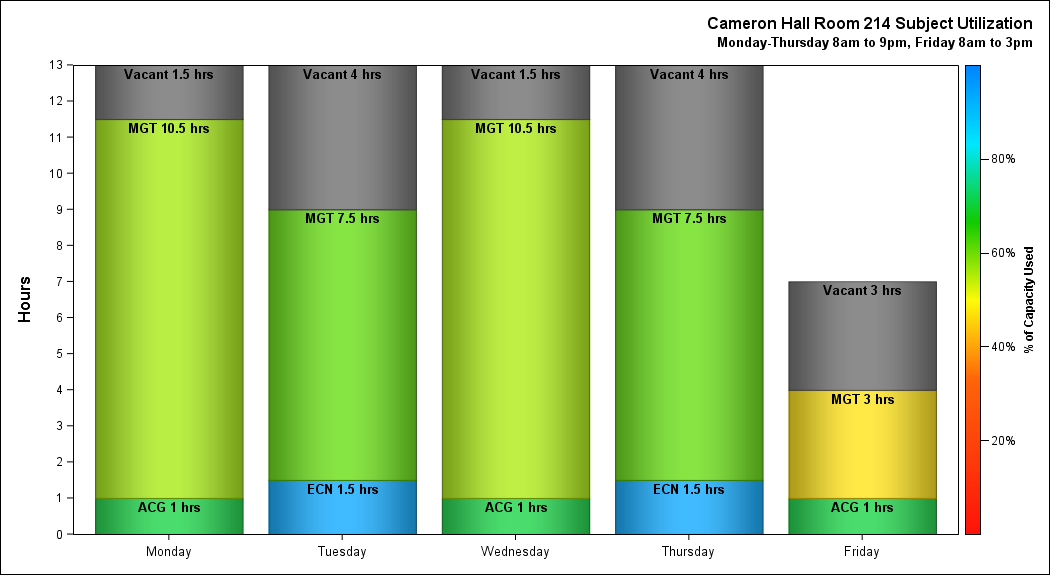 Cameron Hall Room 214 Subject Utilization
Monday-Thursday 8am to 9pm, Friday 8am to 3pm
Hours
13
12
11
10
9
8
7
6
5
4
3
2
1
0
Vacant 1.5 hrs
MGT 10.5 hrs
ACG 1 hrs
Vacant 4 hrs
MGT 7.5 hrs
ECN 1.5 hrs
Vacant 1.5 hrs
MGT 10.5 hrs
ACG 1 hrs
Vacant 4 hrs
MGT 7.5 hrs
ECN 1.5 hrs
Vacant 3 hrs
MGT 3 hrs
ACG 1 hrs
Monday
Tuesday
Wednesday
Thursday
Friday
80%
60%
40%
20%
% of Capacity Used